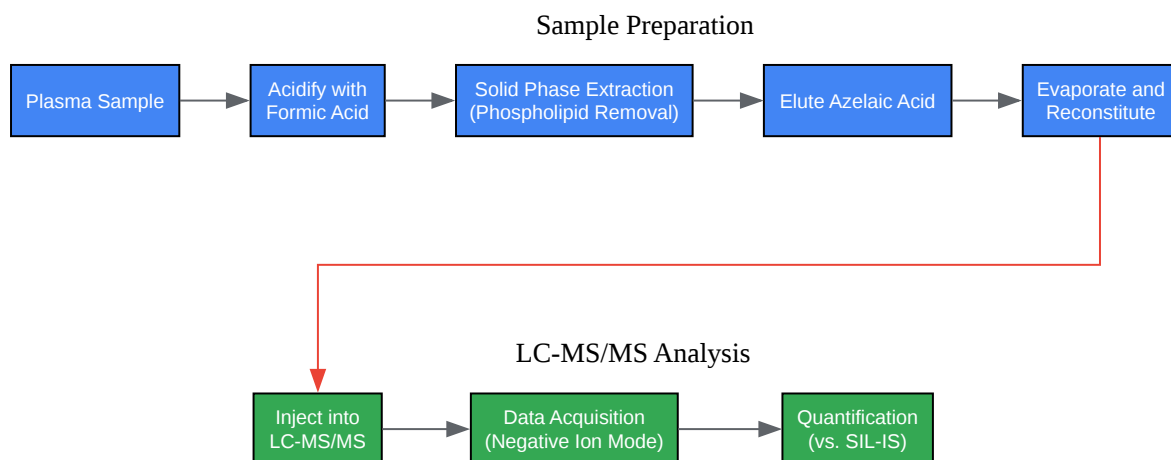 Sample Preparation
Plasma Sample
Acidify with
Formic Acid
Solid Phase Extraction
(Phospholipid Removal)
Elute Azelaic Acid
Evaporate and
Reconstitute
LC-MS/MS Analysis
Inject into
LC-MS/MS
Data Acquisition
(Negative Ion Mode)
Quantification
(vs. SIL-IS)